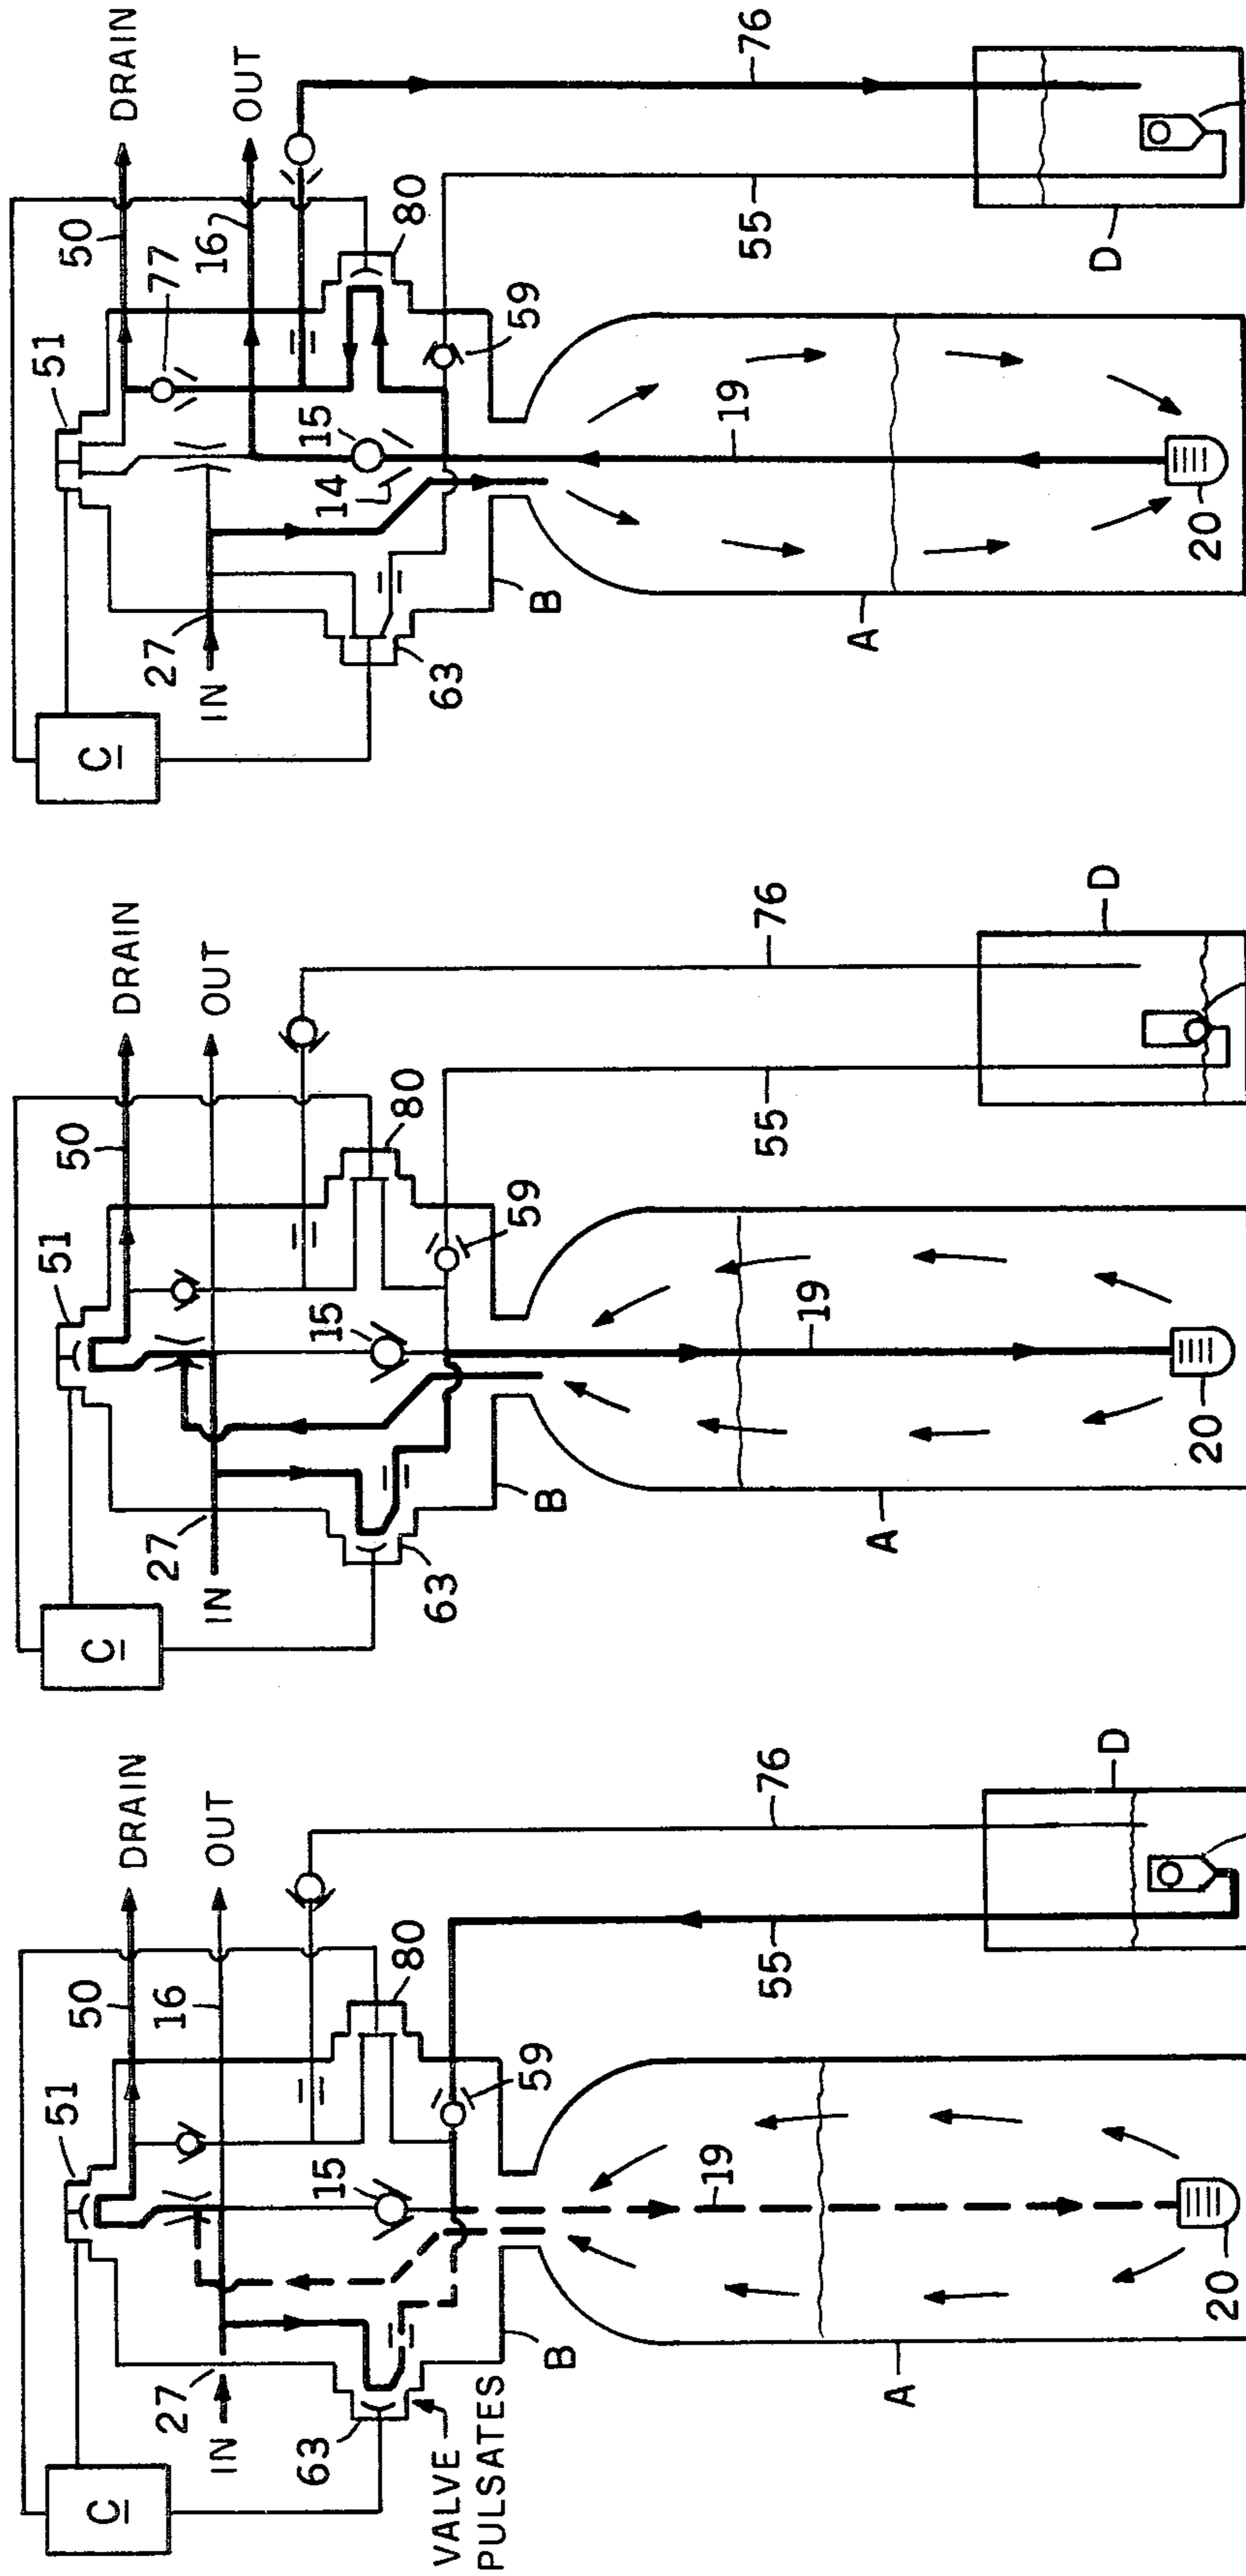 C
51
50
DRAIN
IN
27
16
OUT
63
15
80
VALVE
PULSATES
B
59
55
76
A
19
D
20
C
51
50
DRAIN
IN
27
OUT
63
15
80
B
59
55
76
A
19
D
20
C
51
50
DRAIN
77
IN
27
16
OUT
14
15
63
80
B
59
19
55
76
A
D
20